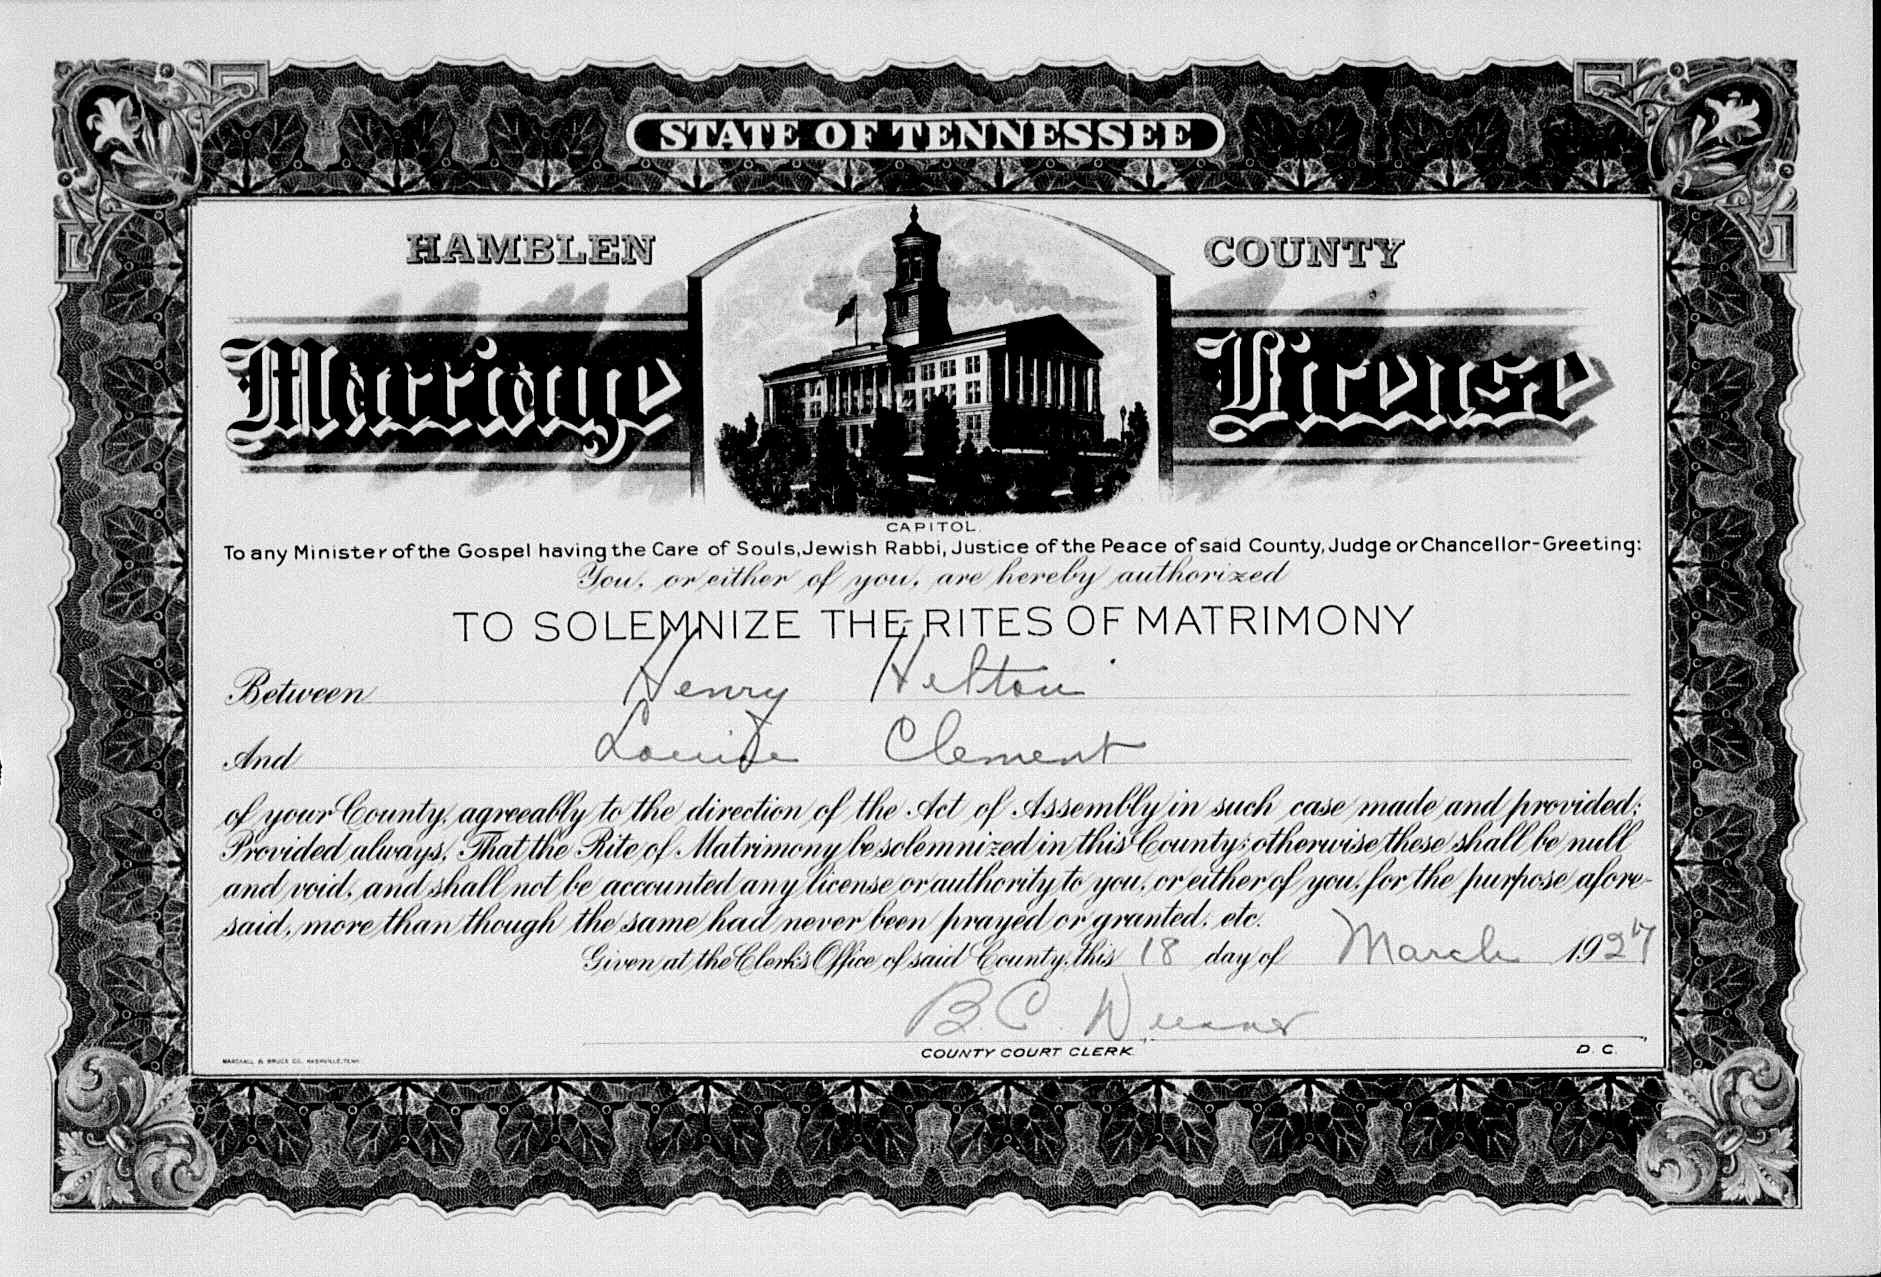 STATE OF TENNESSEE
HAMBLEN COUNTY
Marriage License
CAPITOL.
To any Minister of the Gospel having the Care of Souls, Jewish Rabbi, Justice of the Peace of said County, Judge or Chancellor-Greeting:
You, or either of you, are hereby authorized
TO SOLEMNIZE THE RITES OF MATRIMONY
Between Henry Helton
And Louise Clement
of your County, agreeably to the direction of the Act of Assembly in such case made and provided;
Provided always, That the Rite of Matrimony be solemnized in this County; otherwise these shall be null
and void, and shall not be accounted any license or authority to you, or either of you, for the purpose afore-
said, more than though the same had never been prayed or granted, etc.
Given at the Clerk's Office of said County, this 18 day of March 1927
B. C.
COUNTY COURT CLERK D. C.
MARSHALL & BRUCE CO. NASHVILLE, TENN.